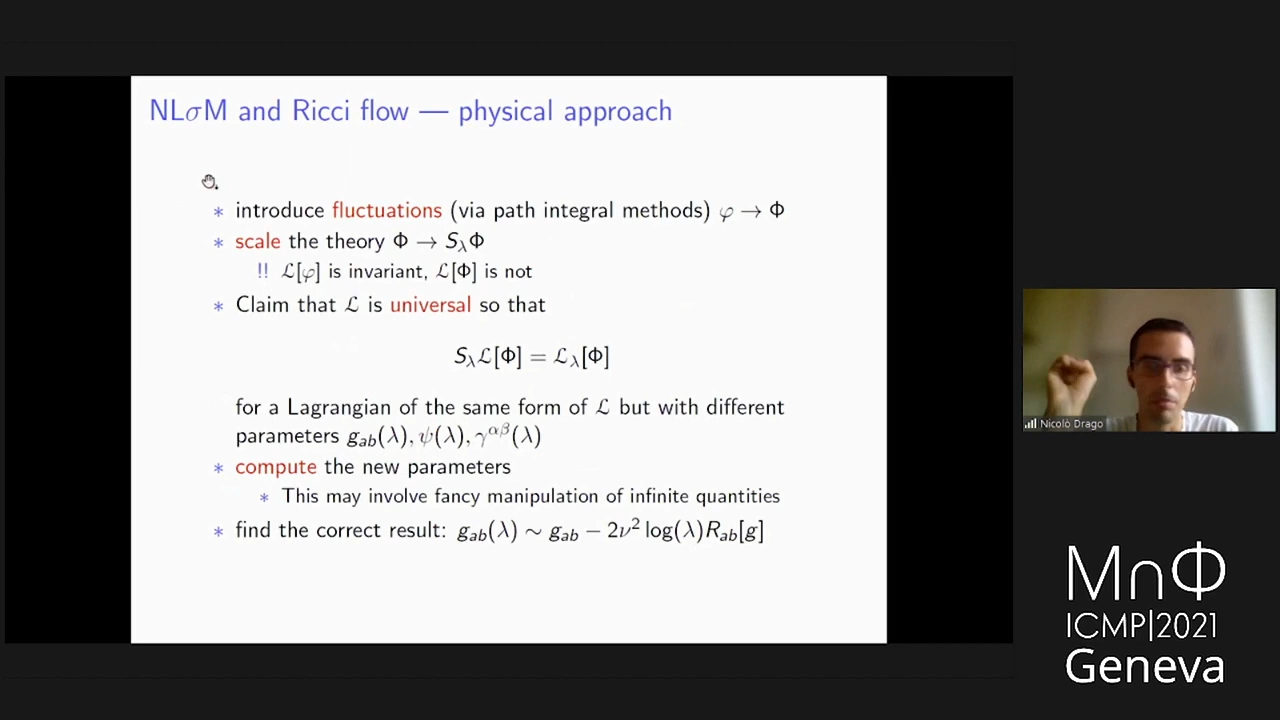 NLσM and Ricci flow — physical approach
* introduce fluctuations (via path integral methods) φ → Φ
* scale the theory Φ → S_λΦ
!! ℒ[φ] is invariant, ℒ[Φ] is not
* Claim that ℒ is universal so that
S_λℒ[Φ] = ℒ_λ[Φ]
for a Lagrangian of the same form of ℒ but with different
parameters g_ab(λ), ψ(λ), γ^αβ(λ)
* compute the new parameters
* This may involve fancy manipulation of infinite quantities
* find the correct result: g_ab(λ) ∼ g_ab − 2ν² log(λ)R_ab[g]
Nicolò Drago
M∩Φ
ICMP|2021
Geneva